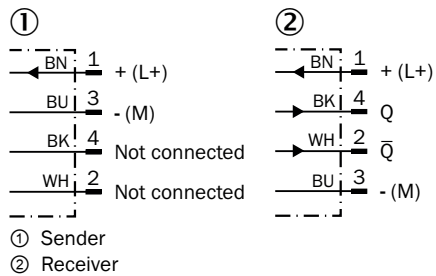 ① ②
BN 1 + (L+)
BU 3 - (M)
BK 4 Not connected
WH 2 Not connected
BN 1 + (L+)
BK 4 Q
WH 2 Q̅
BU 3 - (M)
① Sender
② Receiver